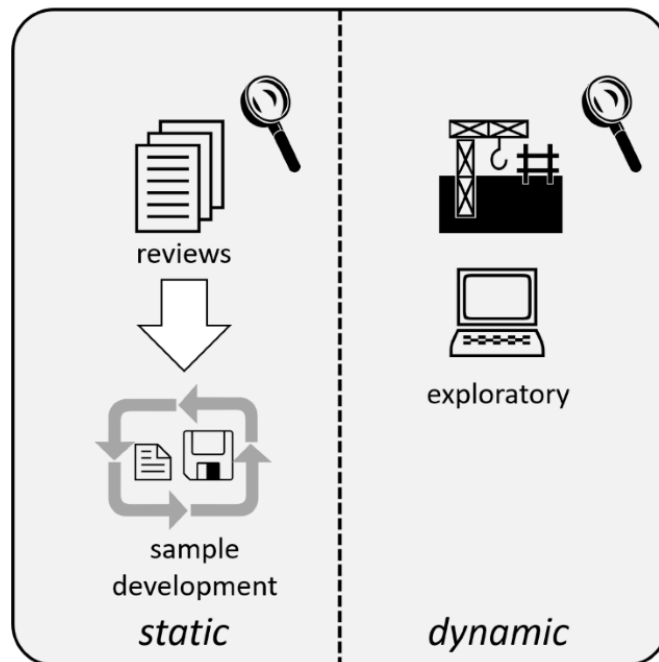 reviews
sample
development
static
exploratory
dynamic